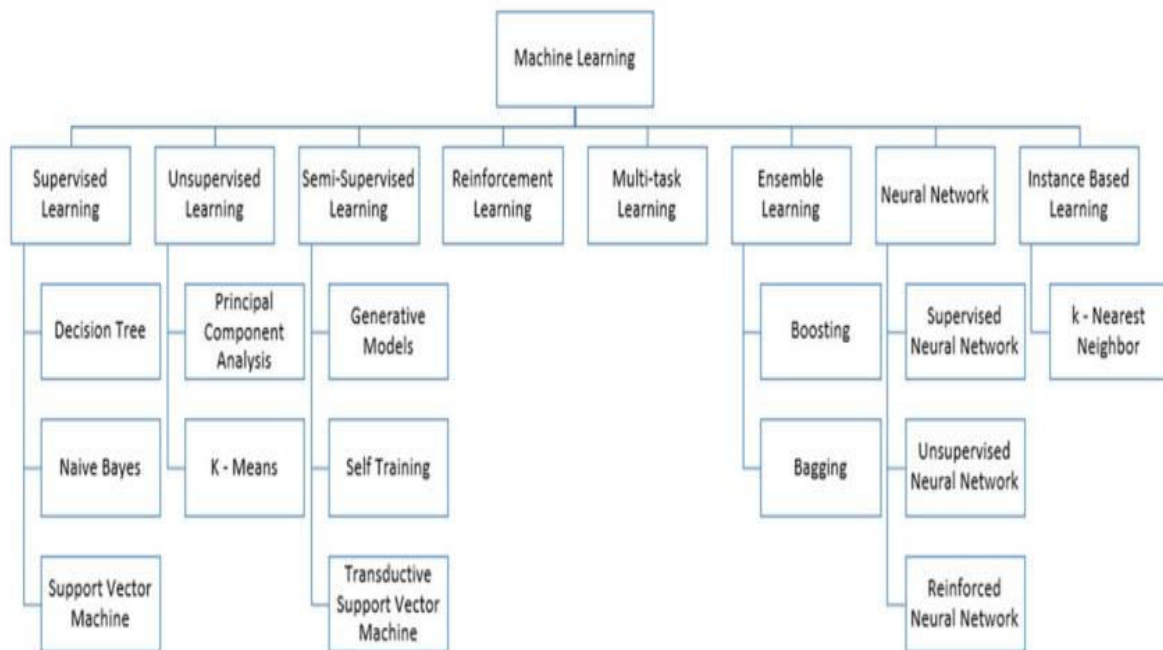 Machine Learning
Supervised
Learning
Unsupervised
Learning
Semi-Supervised
Learning
Reinforcement
Learning
Multi-task
Learning
Ensemble
Learning
Neural Network
Instance Based
Learning
Decision Tree
Principal
Component
Analysis
Generative
Models
Boosting
Supervised
Neural Network
k - Nearest
Neighbor
Naive Bayes
K - Means
Self Training
Bagging
Unsupervised
Neural Network
Support Vector
Machine
Transductive
Support Vector
Machine
Reinforced
Neural Network